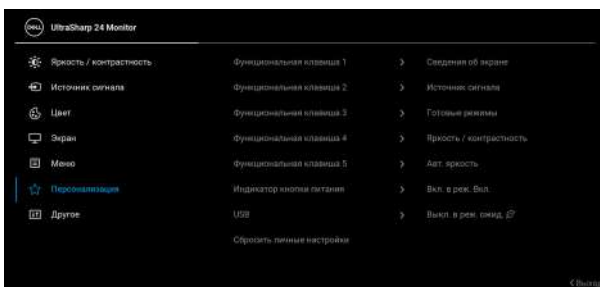 DELL UltraSharp 24 Monitor
Яркость / контрастность Функциональная клавиша 1 > Сведения об экране
Источник сигнала Функциональная клавиша 2 > Источник сигнала
Цвет Функциональная клавиша 3 > Готовые режимы
Экран Функциональная клавиша 4 > Яркость / контрастность
Меню Функциональная клавиша 5 > Авт. яркость
Персонализация Индикатор кнопки питания > Вкл. в реж. Вкл.
Другое USB > Выкл. в реж. ожид.
Сбросить личные настройки
< Выход